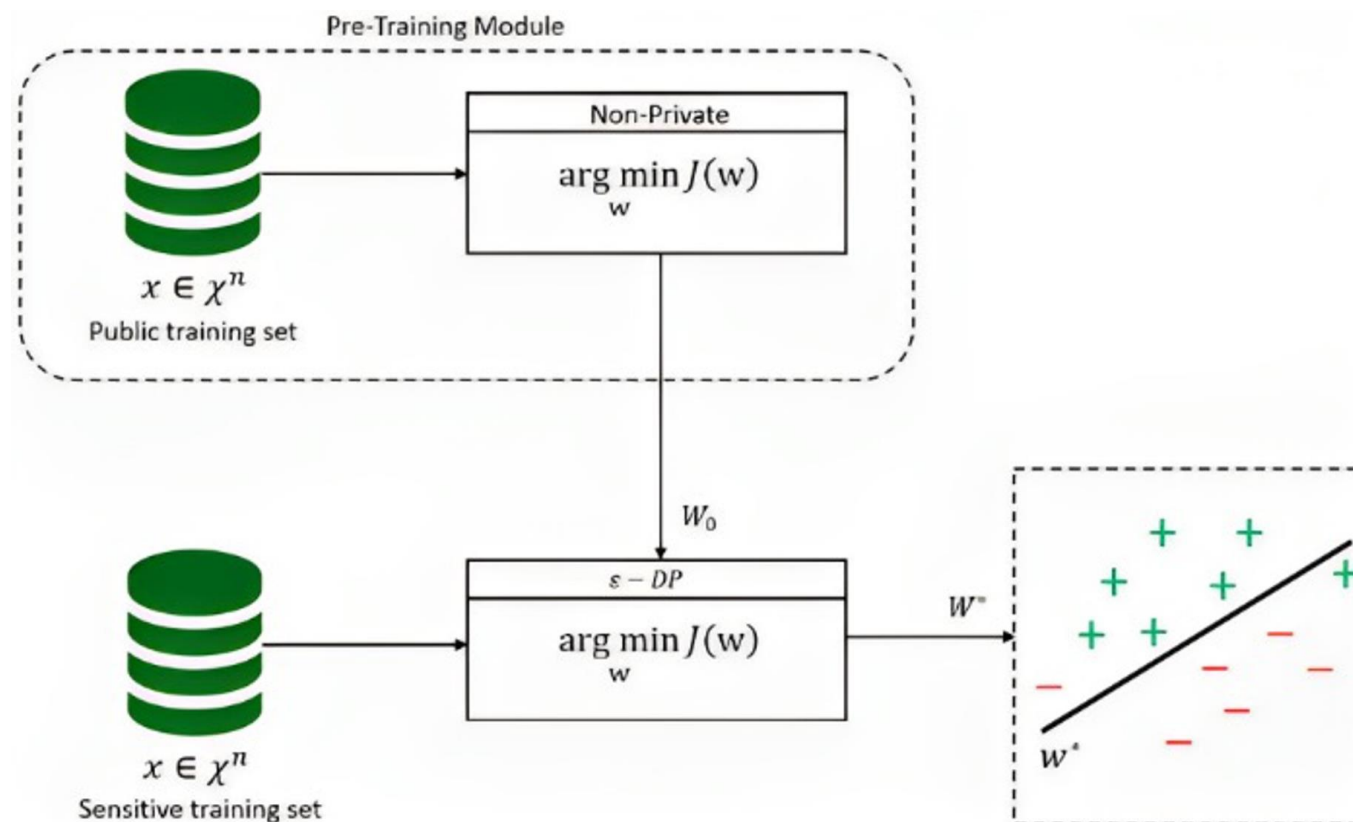 Pre-Training Module
Non-Private
arg min J(w)
w
x ∈ χⁿ
Public training set
W₀
ε – DP
arg min J(w)
w
W*
x ∈ χⁿ
Sensitive training set
w*